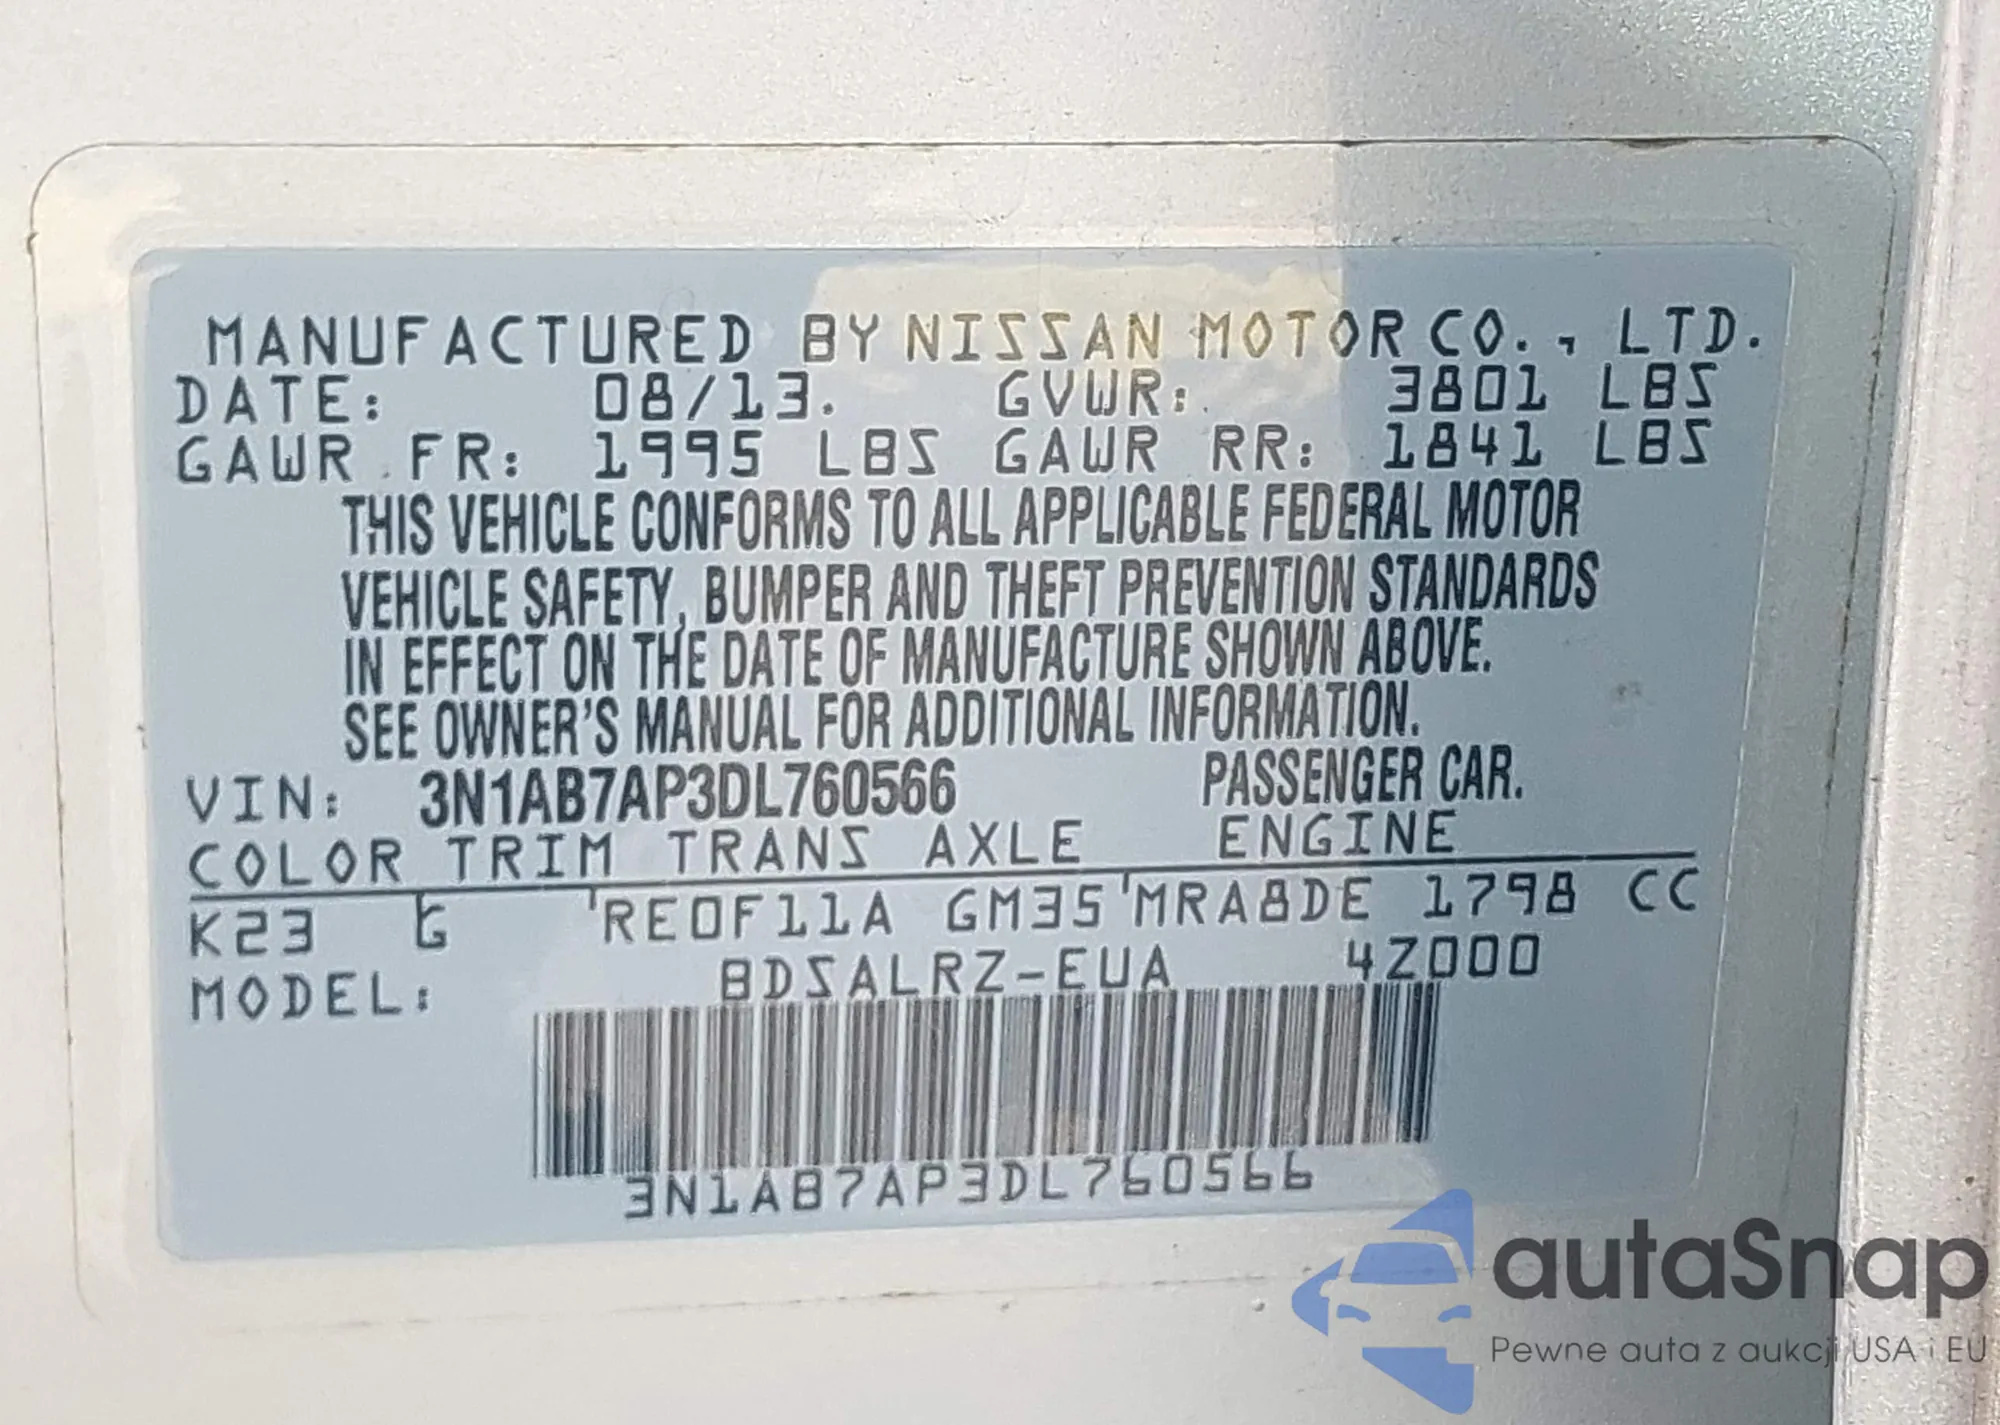 MANUFACTURED BY NISSAN MOTOR CO., LTD.
DATE: 08/13. GVWR: 3801 LBS
GAWR FR: 1995 LBS GAWR RR: 1841 LBS
THIS VEHICLE CONFORMS TO ALL APPLICABLE FEDERAL MOTOR
VEHICLE SAFETY, BUMPER AND THEFT PREVENTION STANDARDS
IN EFFECT ON THE DATE OF MANUFACTURE SHOWN ABOVE.
SEE OWNER'S MANUAL FOR ADDITIONAL INFORMATION.
VIN: 3N1AB7AP3DL760566 PASSENGER CAR.
COLOR TRIM TRANS AXLE ENGINE
K23 G RE0F11A GM35 MRA8DE 1798 CC
MODEL: BDSALRZ-EUA 4Z000
3N1AB7AP3DL760566
autaSnap
Pewne auta z aukcji USA i EU